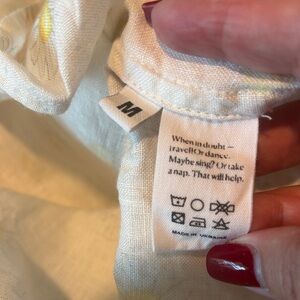 M
When in doubt —
travel! Or dance.
Maybe sing? Or take
a nap. That will help.
MADE IN UKRAINE